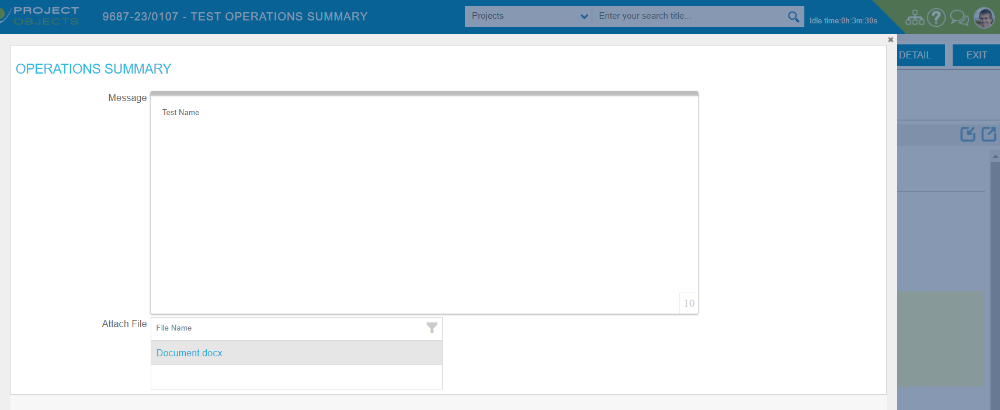 PROJECT
OBJECTS
9687-23/0107 - TEST OPERATIONS SUMMARY
Projects
Enter your search title...
Idle time:0h:3m:30s
DETAIL
EXIT
OPERATIONS SUMMARY
Message
Test Name
10
Attach File
File Name
Document.docx